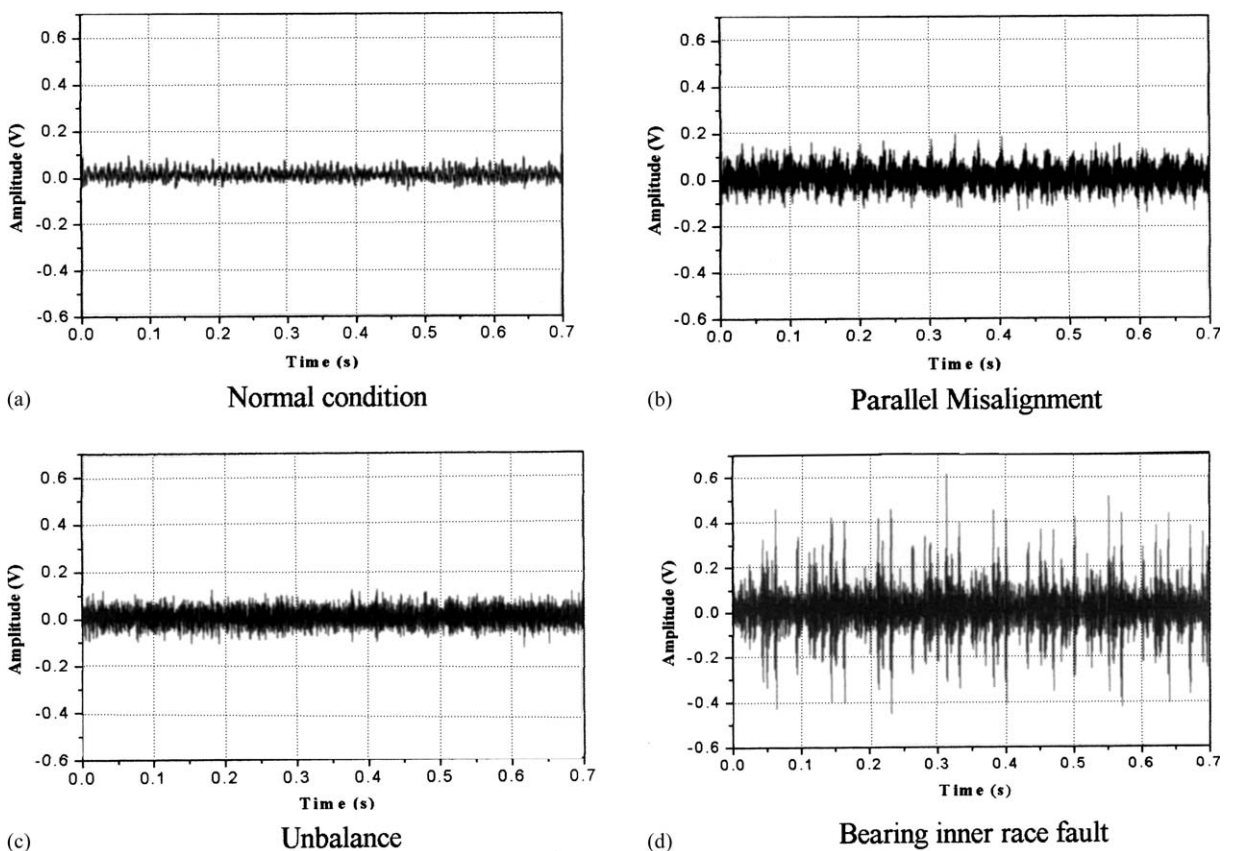 0.6
0.4
0.2
0.0
-0.2
-0.4
-0.6
Amplitude (V)
0.0 0.1 0.2 0.3 0.4 0.5 0.6 0.7
Time (s)
(a) Normal condition
0.6
0.4
0.2
0.0
-0.2
-0.4
-0.6
Amplitude (V)
0.0 0.1 0.2 0.3 0.4 0.5 0.6 0.7
Time (s)
(b) Parallel Misalignment
0.6
0.4
0.2
0.0
-0.2
-0.4
-0.6
Amplitude (V)
0.0 0.1 0.2 0.3 0.4 0.5 0.6 0.7
Time (s)
(c) Unbalance
0.6
0.4
0.2
0.0
-0.2
-0.4
-0.6
Amplitude (V)
0.0 0.1 0.2 0.3 0.4 0.5 0.6 0.7
Time (s)
(d) Bearing inner race fault